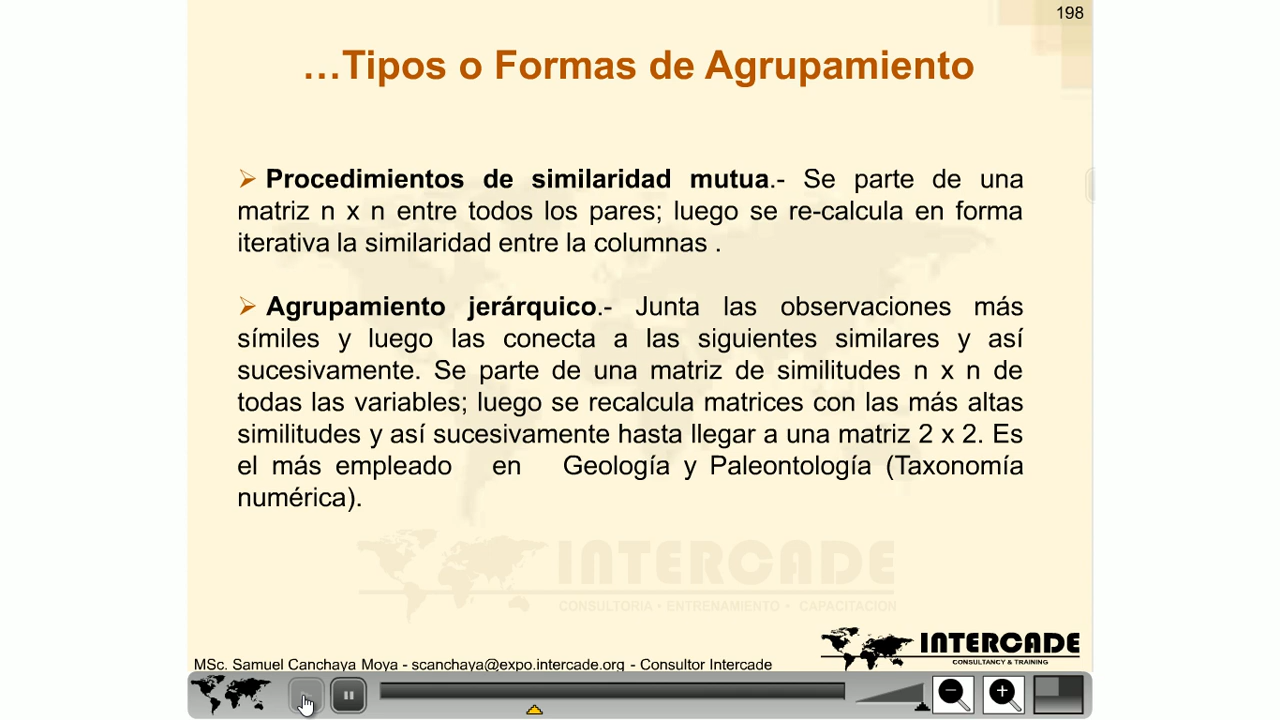 198
…Tipos o Formas de Agrupamiento
➢ Procedimientos de similaridad mutua.- Se parte de una
matriz n x n entre todos los pares; luego se re-calcula en forma
iterativa la similaridad entre la columnas .
➢ Agrupamiento jerárquico.- Junta las observaciones más
símiles y luego las conecta a las siguientes similares y así
sucesivamente. Se parte de una matriz de similitudes n x n de
todas las variables; luego se recalcula matrices con las más altas
similitudes y así sucesivamente hasta llegar a una matriz 2 x 2. Es
el más empleado en Geología y Paleontología (Taxonomía
numérica).
INTERCADE
CONSULTORIA • ENTRENAMIENTO • CAPACITACION
INTERCADE
CONSULTANCY & TRAINING
MSc. Samuel Canchaya Moya - scanchaya@expo.intercade.org - Consultor Intercade